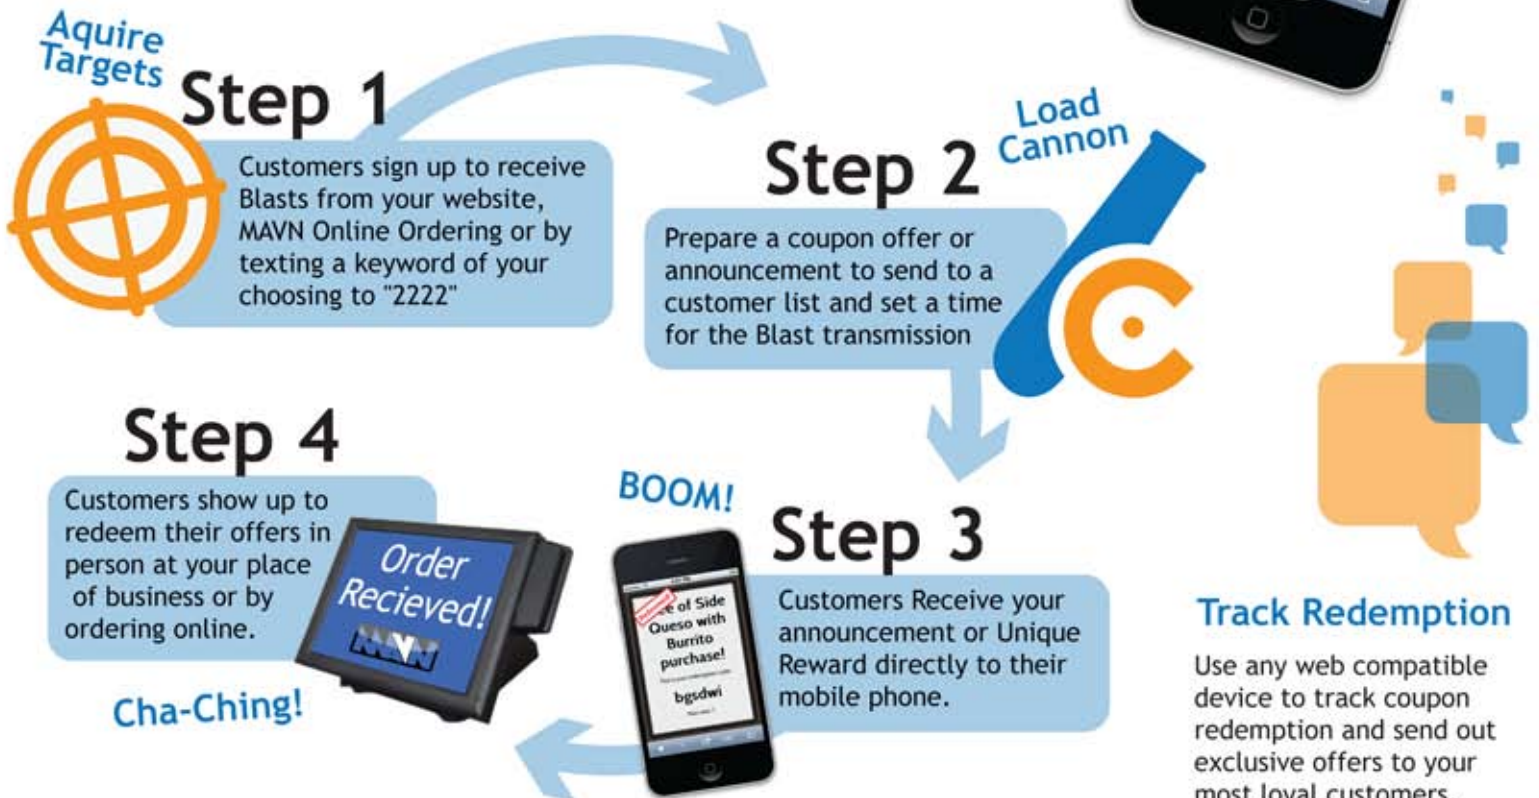 Aquire
Targets
Step 1
Customers sign up to receive
Blasts from your website,
MAVN Online Ordering or by
texting a keyword of your
choosing to "2222"
Load
Cannon
Step 2
Prepare a coupon offer or
announcement to send to a
customer list and set a time
for the Blast transmission
BOOM!
Step 3
Customers Receive your
announcement or Unique
Reward directly to their
mobile phone.
of Side
Queso with
Burrito
purchase!
bgsdwi
Step 4
Customers show up to
redeem their offers in
person at your place
of business or by
ordering online.
Order
Recieved!
MAVN
Cha-Ching!
Track Redemption
Use any web compatible
device to track coupon
redemption and send out
exclusive offers to your
most loyal customers